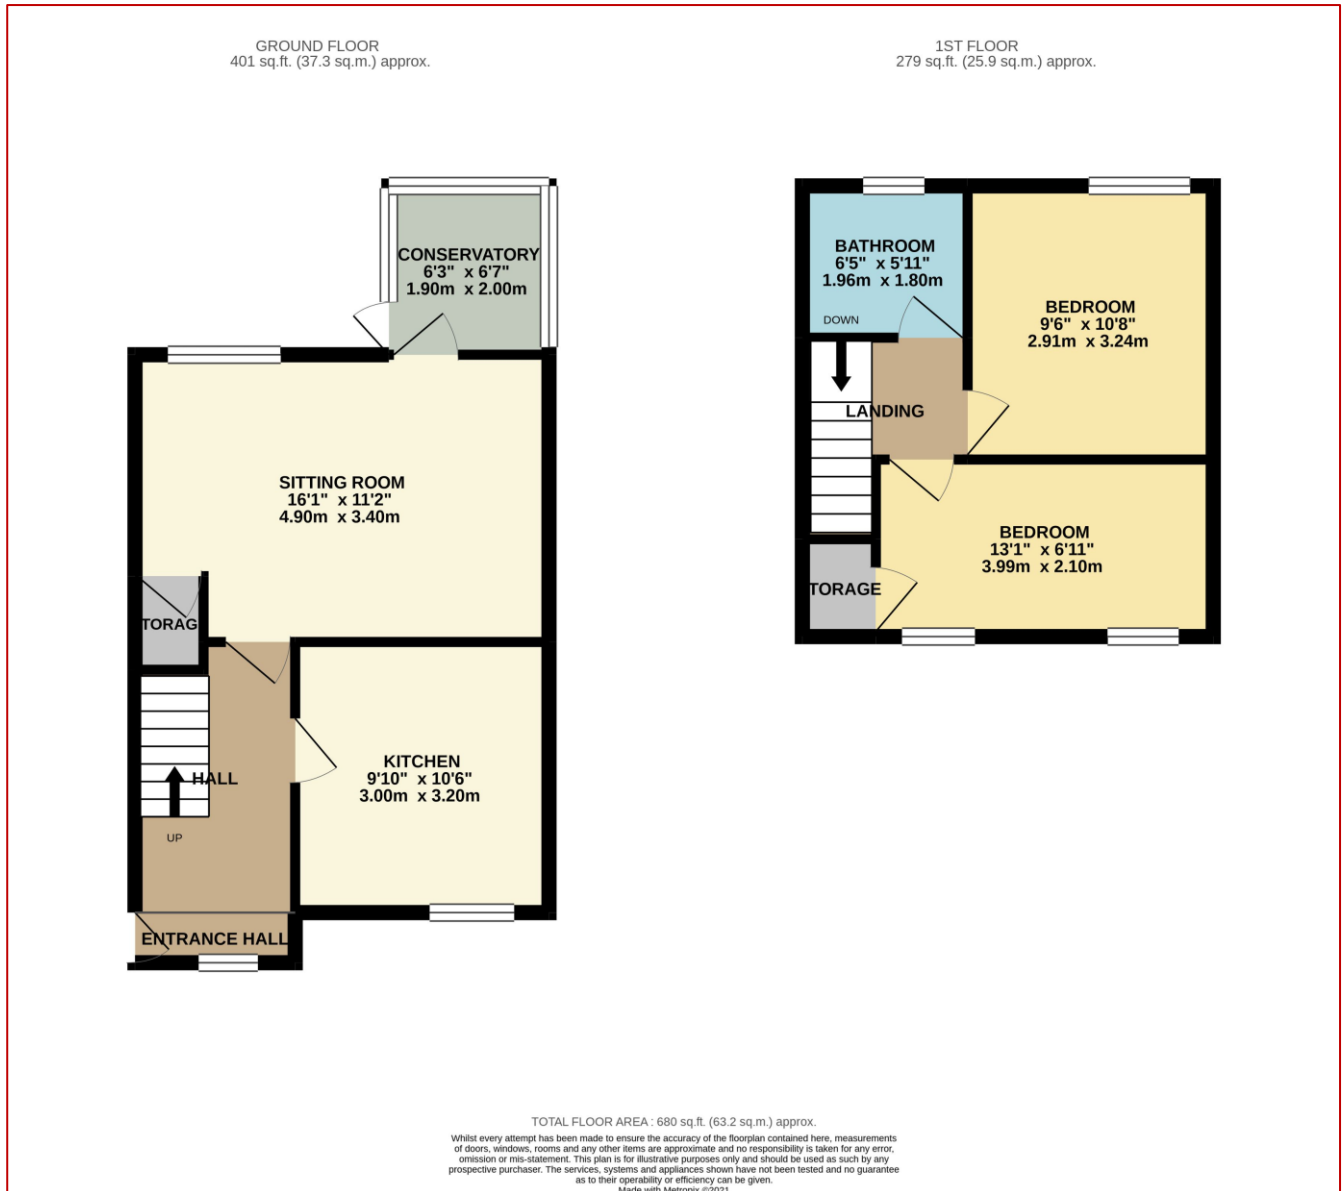 GROUND FLOOR
401 sq.ft. (37.3 sq.m.) approx.
1ST FLOOR
279 sq.ft. (25.9 sq.m.) approx.
CONSERVATORY
6'3" x 6'7"
1.90m x 2.00m
SITTING ROOM
16'1" x 11'2"
4.90m x 3.40m
TORAG
HALL
UP
KITCHEN
9'10" x 10'6"
3.00m x 3.20m
ENTRANCE HALL
BATHROOM
6'5" x 5'11"
1.96m x 1.80m
DOWN
BEDROOM
9'6" x 10'8"
2.91m x 3.24m
LANDING
BEDROOM
13'1" x 6'11"
3.99m x 2.10m
TORAGE
TOTAL FLOOR AREA : 680 sq.ft. (63.2 sq.m.) approx.
Whilst every attempt has been made to ensure the accuracy of the floorplan contained here, measurements
of doors, windows, rooms and any other items are approximate and no responsibility is taken for any error,
omission or mis-statement. This plan is for illustrative purposes only and should be used as such by any
prospective purchaser. The services, systems and appliances shown have not been tested and no guarantee
as to their operability or efficiency can be given.
Made with Metropix ©2021